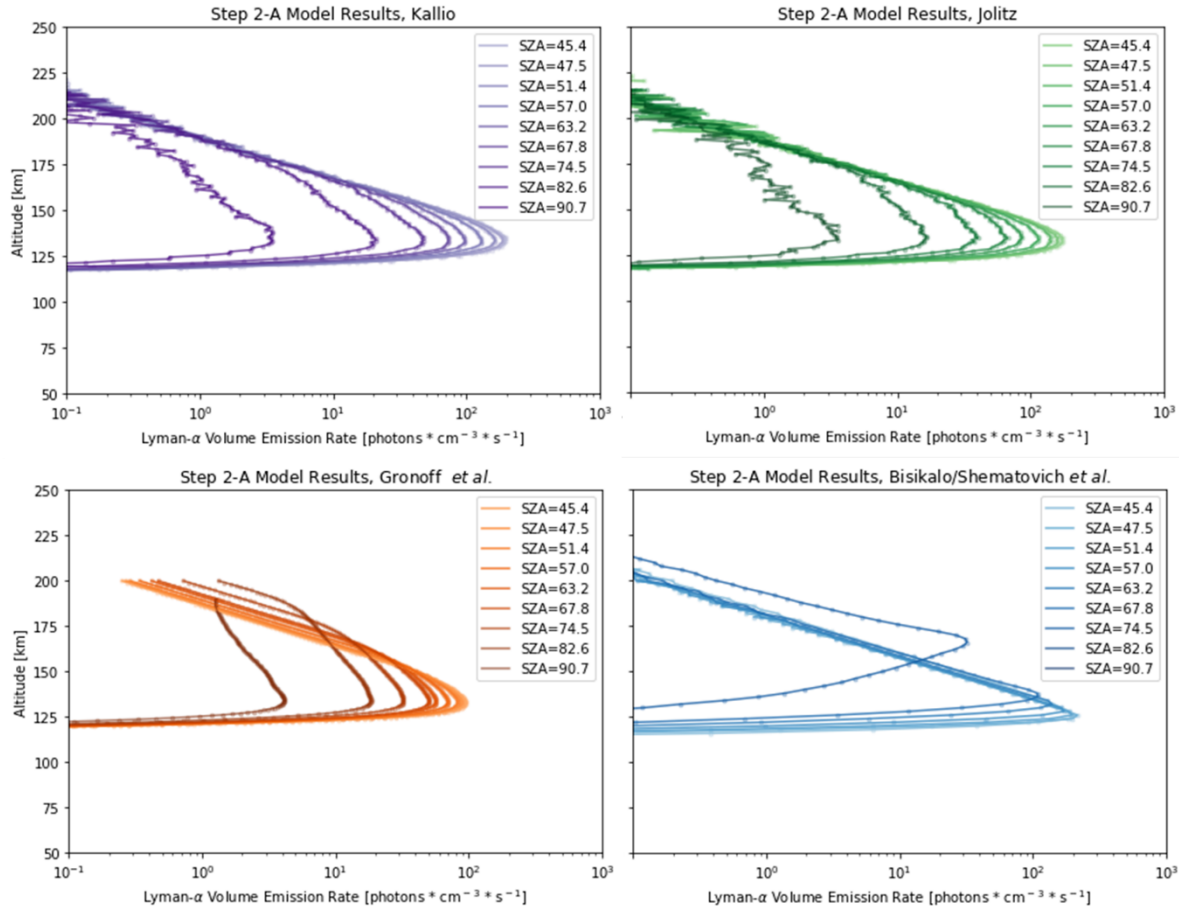 Step 2-A Model Results, Kallio
250
225
200
175
150
125
100
75
50
Altitude [km]
SZA=45.4
SZA=47.5
SZA=51.4
SZA=57.0
SZA=63.2
SZA=67.8
SZA=74.5
SZA=82.6
SZA=90.7
10⁻¹ 10⁰ 10¹ 10² 10³
Lyman-α Volume Emission Rate [photons * cm⁻³ * s⁻¹]
Step 2-A Model Results, Jolitz
SZA=45.4
SZA=47.5
SZA=51.4
SZA=57.0
SZA=63.2
SZA=67.8
SZA=74.5
SZA=82.6
SZA=90.7
10⁰ 10¹ 10² 10³
Lyman-α Volume Emission Rate [photons * cm⁻³ * s⁻¹]
Step 2-A Model Results, Gronoff et al.
250
225
200
175
150
125
100
75
50
Altitude [km]
SZA=45.4
SZA=47.5
SZA=51.4
SZA=57.0
SZA=63.2
SZA=67.8
SZA=74.5
SZA=82.6
SZA=90.7
10⁻¹ 10⁰ 10¹ 10² 10³
Lyman-α Volume Emission Rate [photons * cm⁻³ * s⁻¹]
Step 2-A Model Results, Bisikalo/Shematovich et al.
SZA=45.4
SZA=47.5
SZA=51.4
SZA=57.0
SZA=63.2
SZA=67.8
SZA=74.5
SZA=82.6
SZA=90.7
10⁰ 10¹ 10² 10³
Lyman-α Volume Emission Rate [photons * cm⁻³ * s⁻¹]